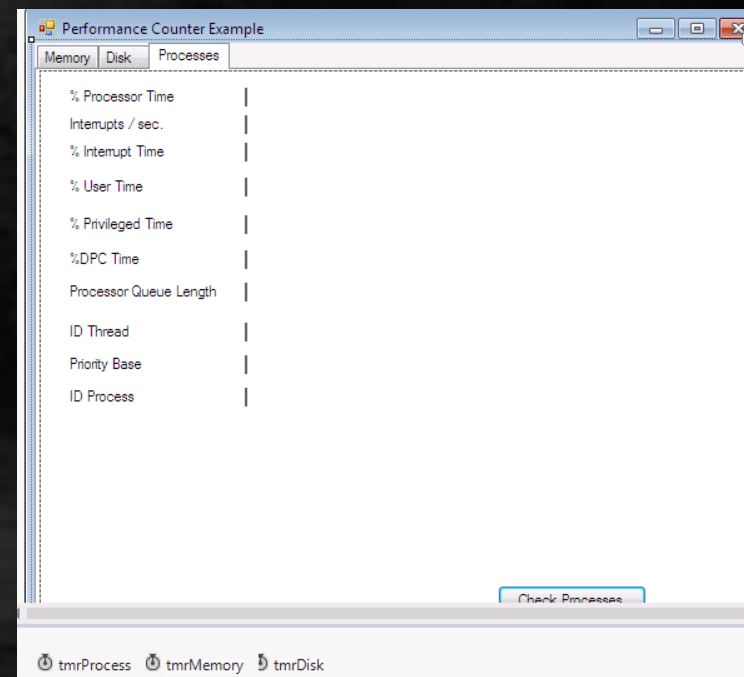 Performance Counter Example
Memory Disk Processes
% Processor Time
Interrupts / sec.
% Interrupt Time
% User Time
% Privileged Time
%DPC Time
Processor Queue Length
ID Thread
Priority Base
ID Process
Check Processes
tmrProcess tmrMemory tmrDisk